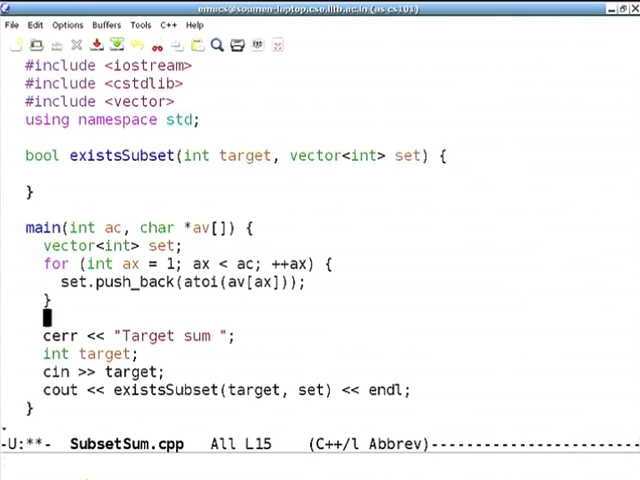 emacs@soumen-laptop.cse.iitb.ac.in (as cs101)
File Edit Options Buffers Tools C++ Help
#include <iostream>
#include <cstdlib>
#include <vector>
using namespace std;
bool existsSubset(int target, vector<int> set) {
}
main(int ac, char *av[]) {
vector<int> set;
for (int ax = 1; ax < ac; ++ax) {
set.push_back(atoi(av[ax]));
}
cerr << "Target sum ";
int target;
cin >> target;
cout << existsSubset(target, set) << endl;
}
-U:**- SubsetSum.cpp All L15 (C++/l Abbrev)------------------------